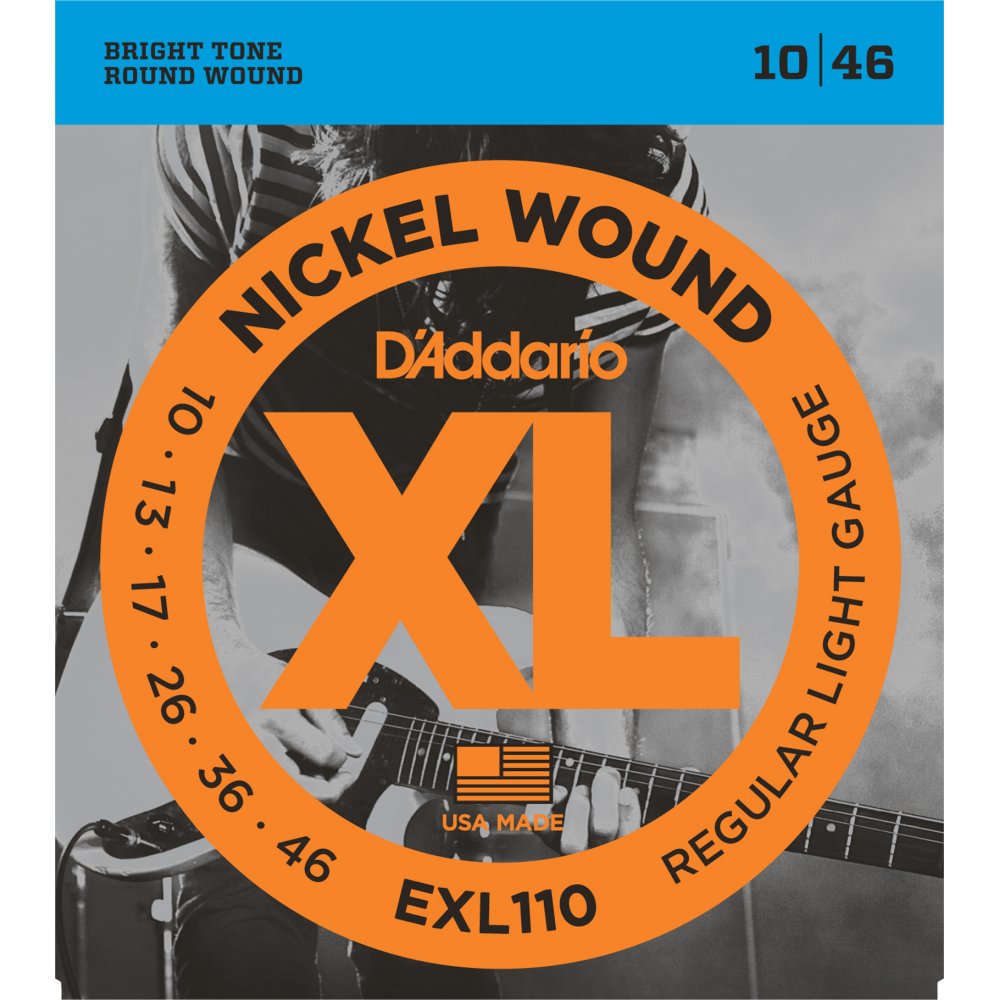 BRIGHT TONE
ROUND WOUND
10|46
NICKEL WOUND
D'Addario
XL
USA MADE
10 · 13 · 17 · 26 · 36 · 46
EXL110
REGULAR LIGHT GAUGE